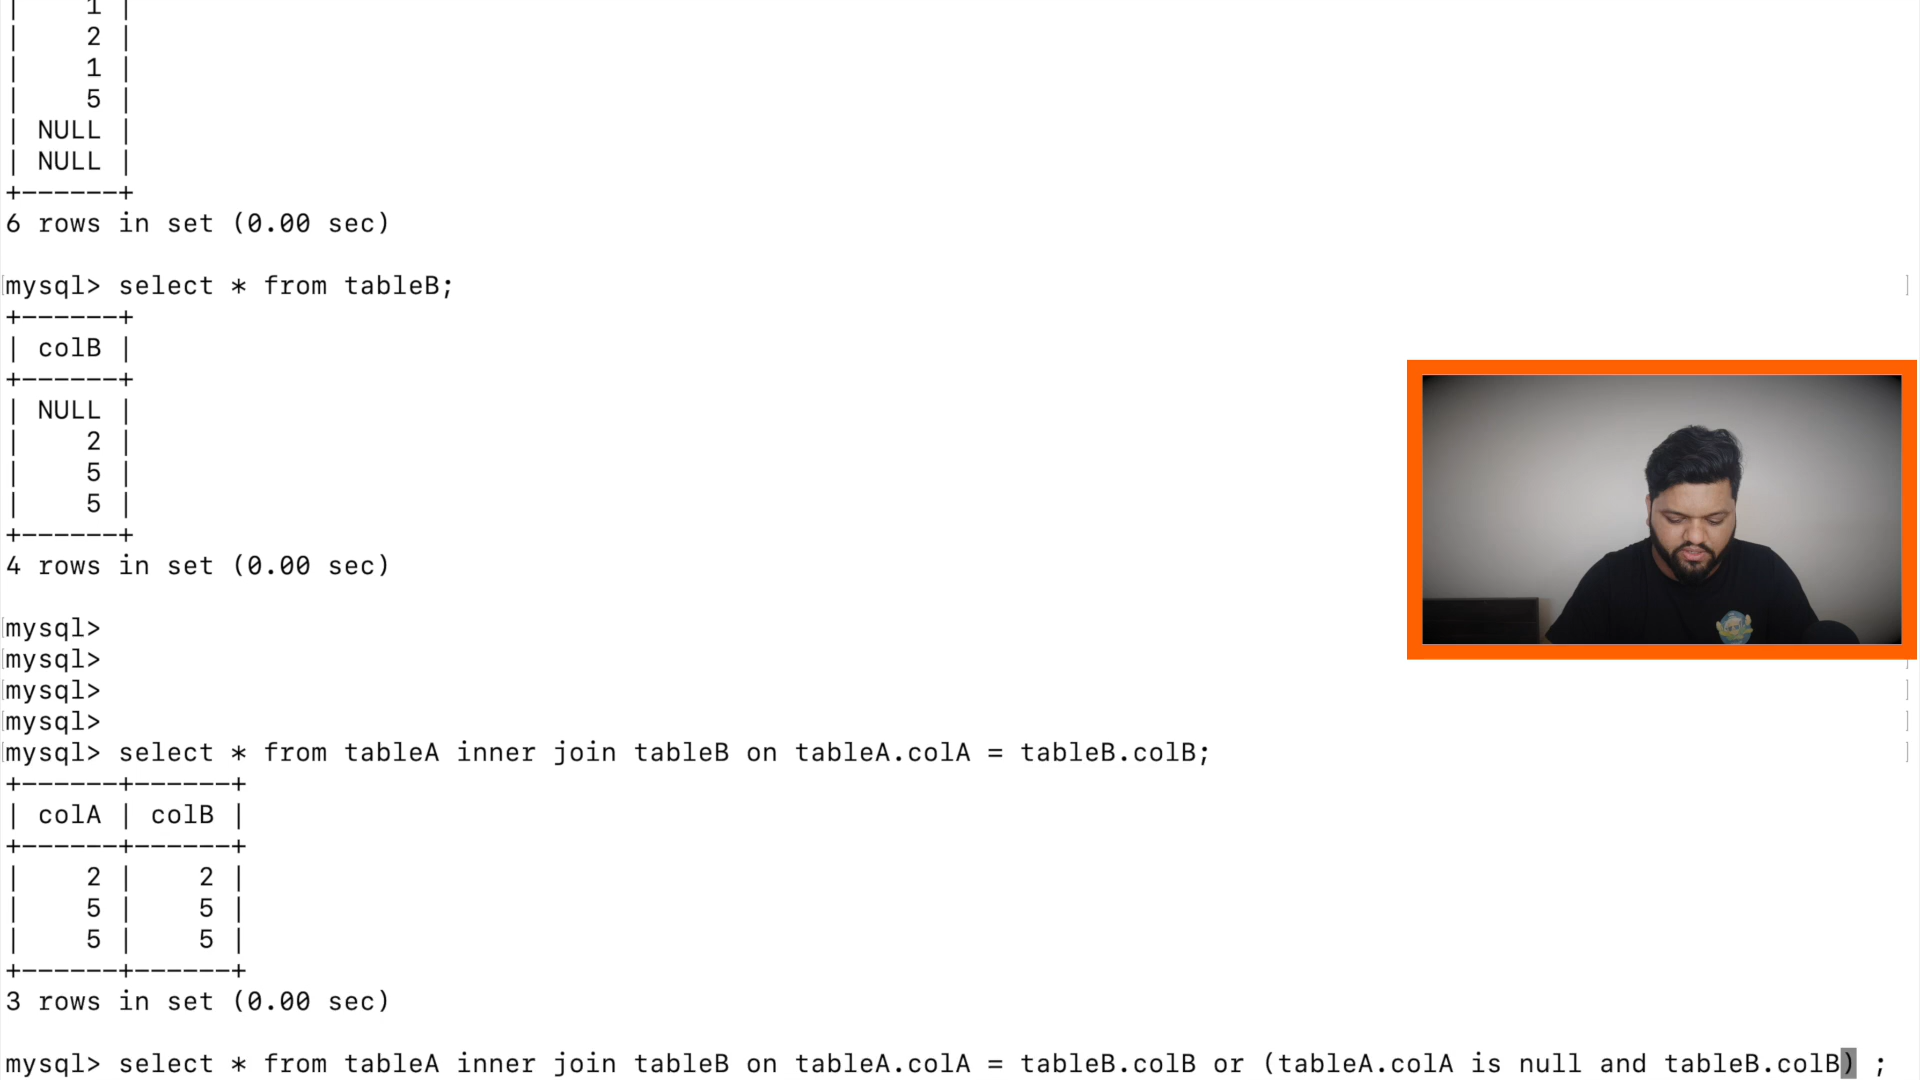 |    1 |
|    2 |
|    1 |
|    5 |
| NULL |
| NULL |
+------+
6 rows in set (0.00 sec)
mysql> select * from tableB;
+------+
| colB |
+------+
| NULL |
|    2 |
|    5 |
|    5 |
+------+
4 rows in set (0.00 sec)
mysql>
mysql>
mysql>
mysql>
mysql> select * from tableA inner join tableB on tableA.colA = tableB.colB;
+------+------+
| colA | colB |
+------+------+
|    2 |    2 |
|    5 |    5 |
|    5 |    5 |
+------+------+
3 rows in set (0.00 sec)
mysql> select * from tableA inner join tableB on tableA.colA = tableB.colB or (tableA.colA is null and tableB.colB) ;